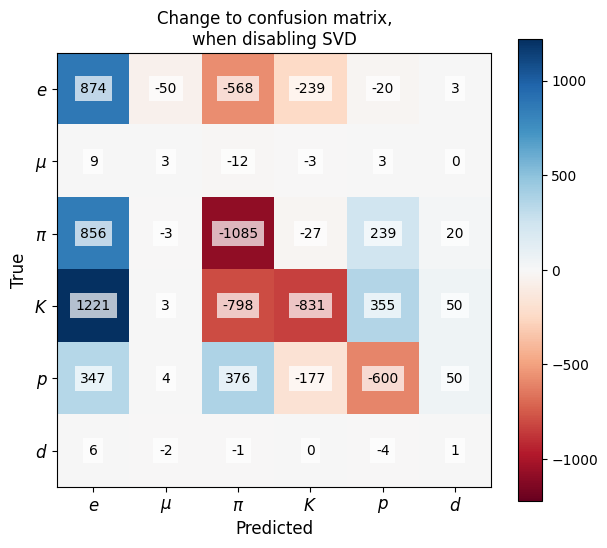 Change to confusion matrix,
when disabling SVD
e 874 -50 -568 -239 -20 3
μ 9 3 -12 -3 3 0
π 856 -3 -1085 -27 239 20
K 1221 3 -798 -831 355 50
p 347 4 376 -177 -600 50
d 6 -2 -1 0 -4 1
e μ π K p d
Predicted
True
1000
500
0
−500
−1000